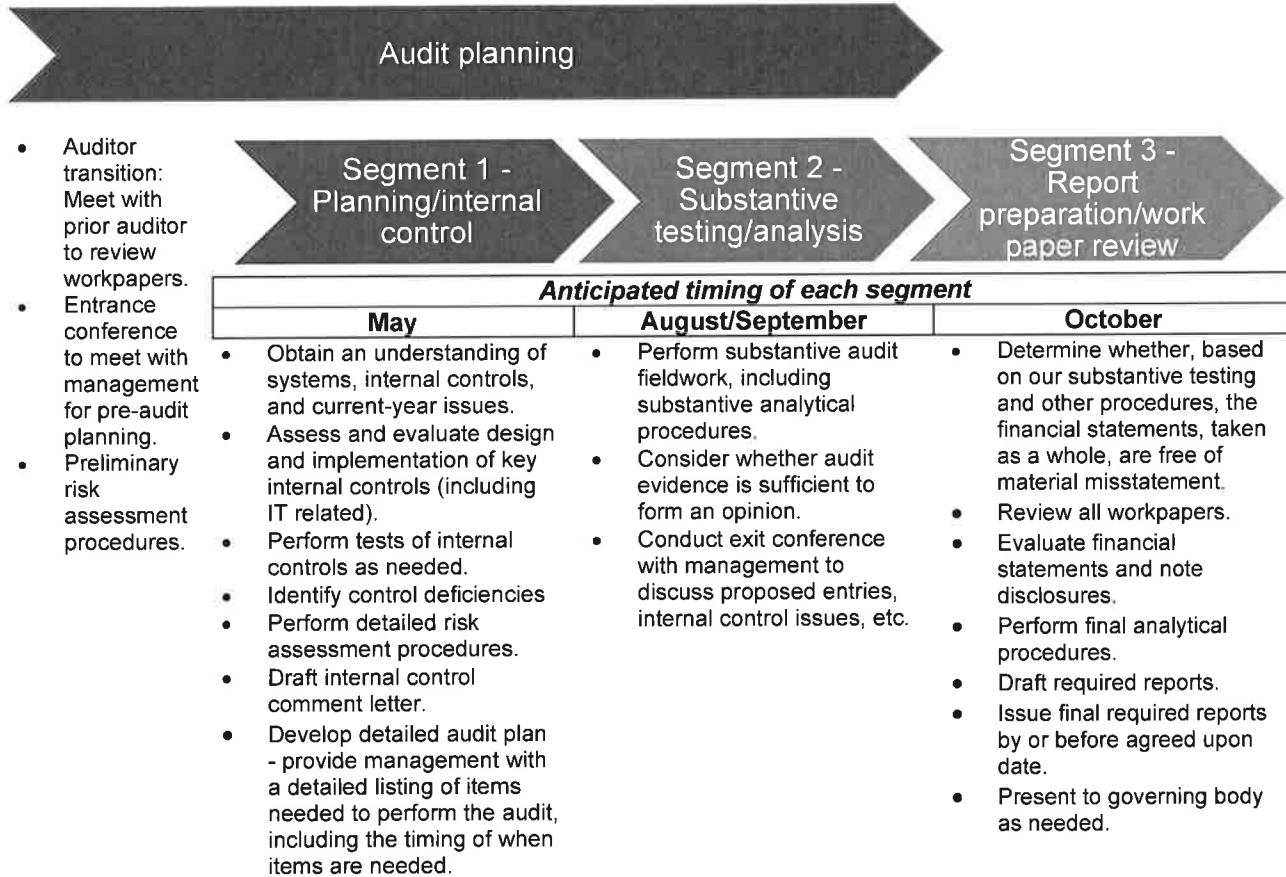 Audit planning
• Auditor
transition:
Meet with
prior auditor
to review
workpapers.
• Entrance
conference
to meet with
management
for pre-audit
planning.
• Preliminary
risk
assessment
procedures.
Segment 1 -
Planning/internal
control
Segment 2 -
Substantive
testing/analysis
Segment 3 -
Report
preparation/work
paper review
Anticipated timing of each segment
May
August/September
October
• Obtain an understanding of
systems, internal controls,
and current-year issues.
• Assess and evaluate design
and implementation of key
internal controls (including
IT related).
• Perform tests of internal
controls as needed.
• Identify control deficiencies
• Perform detailed risk
assessment procedures.
• Draft internal control
comment letter.
• Develop detailed audit plan
- provide management with
a detailed listing of items
needed to perform the audit,
including the timing of when
items are needed.
• Perform substantive audit
fieldwork, including
substantive analytical
procedures.
• Consider whether audit
evidence is sufficient to
form an opinion.
• Conduct exit conference
with management to
discuss proposed entries,
internal control issues, etc.
• Determine whether, based
on our substantive testing
and other procedures, the
financial statements, taken
as a whole, are free of
material misstatement.
• Review all workpapers.
• Evaluate financial
statements and note
disclosures.
• Perform final analytical
procedures.
• Draft required reports.
• Issue final required reports
by or before agreed upon
date.
• Present to governing body
as needed.